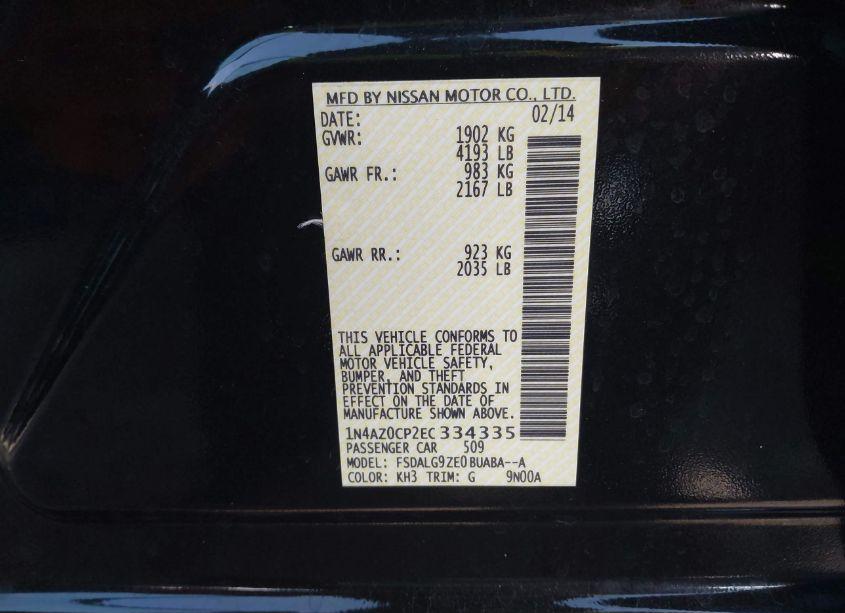 MFD BY NISSAN MOTOR CO., LTD.
DATE: 02/14
GVWR: 1902 KG
4193 LB
GAWR FR.: 983 KG
2167 LB
GAWR RR.: 923 KG
2035 LB
THIS VEHICLE CONFORMS TO
ALL APPLICABLE FEDERAL
MOTOR VEHICLE SAFETY,
BUMPER, AND THEFT
PREVENTION STANDARDS IN
EFFECT ON THE DATE OF
MANUFACTURE SHOWN ABOVE.
1N4AZ0CP2EC334335
PASSENGER CAR 509
MODEL: FSDALG9ZE0BUABA--A
COLOR: KH3 TRIM: G 9N00A